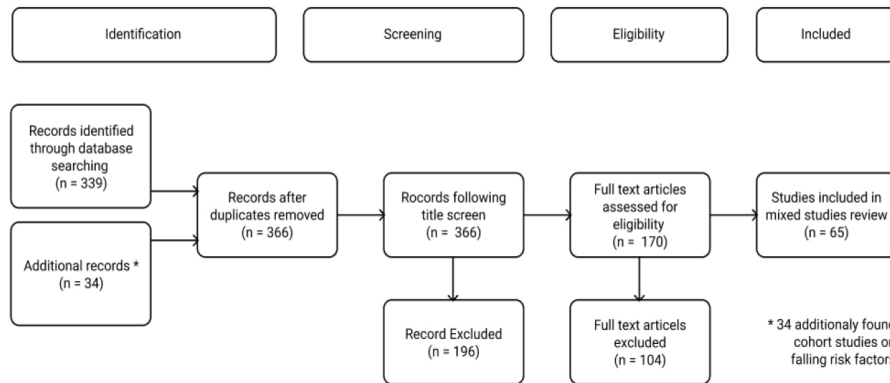 Identification
Screening
Eligibility
Included
Records identified
through database
searching
(n = 339)
Additional records *
(n = 34)
Records after
duplicates removed
(n = 366)
Rocords following
title screen
(n = 366)
Record Excluded
(n = 196)
Full text articles
assessed for
eligibility
(n = 170)
Full text articels
excluded
(n = 104)
Studies included in
mixed studies review
(n = 65)
* 34 additionaly found
cohort studies on
falling risk factors